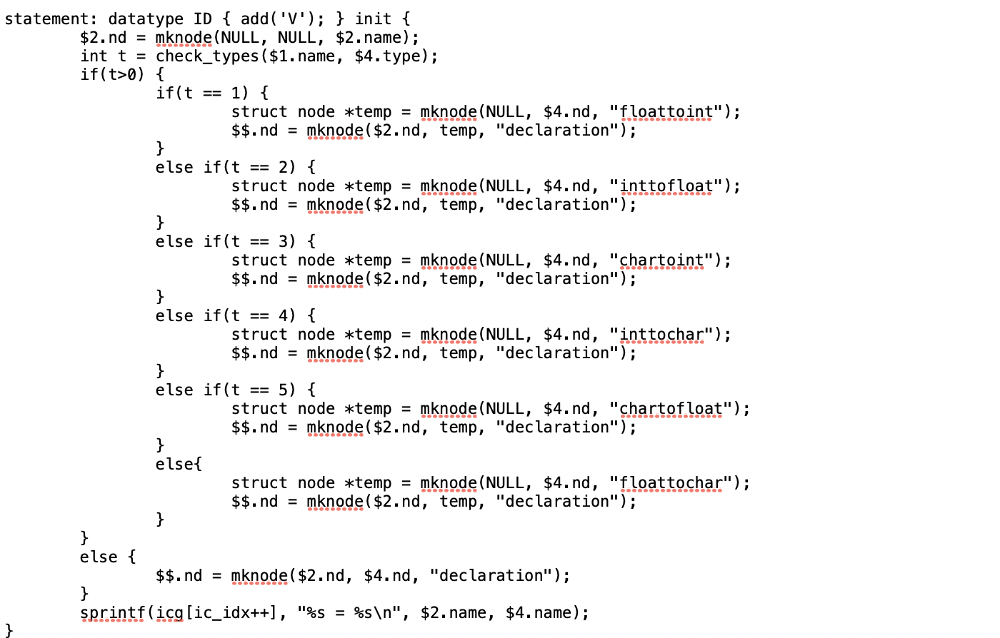 statement: datatype ID { add('V'); } init {
        $2.nd = mknode(NULL, NULL, $2.name);
        int t = check_types($1.name, $4.type);
        if(t>0) {
                if(t == 1) {
                        struct node *temp = mknode(NULL, $4.nd, "floattoint");
                        $$.nd = mknode($2.nd, temp, "declaration");
                }
                else if(t == 2) {
                        struct node *temp = mknode(NULL, $4.nd, "inttofloat");
                        $$.nd = mknode($2.nd, temp, "declaration");
                }
                else if(t == 3) {
                        struct node *temp = mknode(NULL, $4.nd, "chartoint");
                        $$.nd = mknode($2.nd, temp, "declaration");
                }
                else if(t == 4) {
                        struct node *temp = mknode(NULL, $4.nd, "inttochar");
                        $$.nd = mknode($2.nd, temp, "declaration");
                }
                else if(t == 5) {
                        struct node *temp = mknode(NULL, $4.nd, "chartofloat");
                        $$.nd = mknode($2.nd, temp, "declaration");
                }
                else{
                        struct node *temp = mknode(NULL, $4.nd, "floattochar");
                        $$.nd = mknode($2.nd, temp, "declaration");
                }
        }
        else {
                $$.nd = mknode($2.nd, $4.nd, "declaration");
        }
        sprintf(icg[ic_idx++], "%s = %s\n", $2.name, $4.name);
}